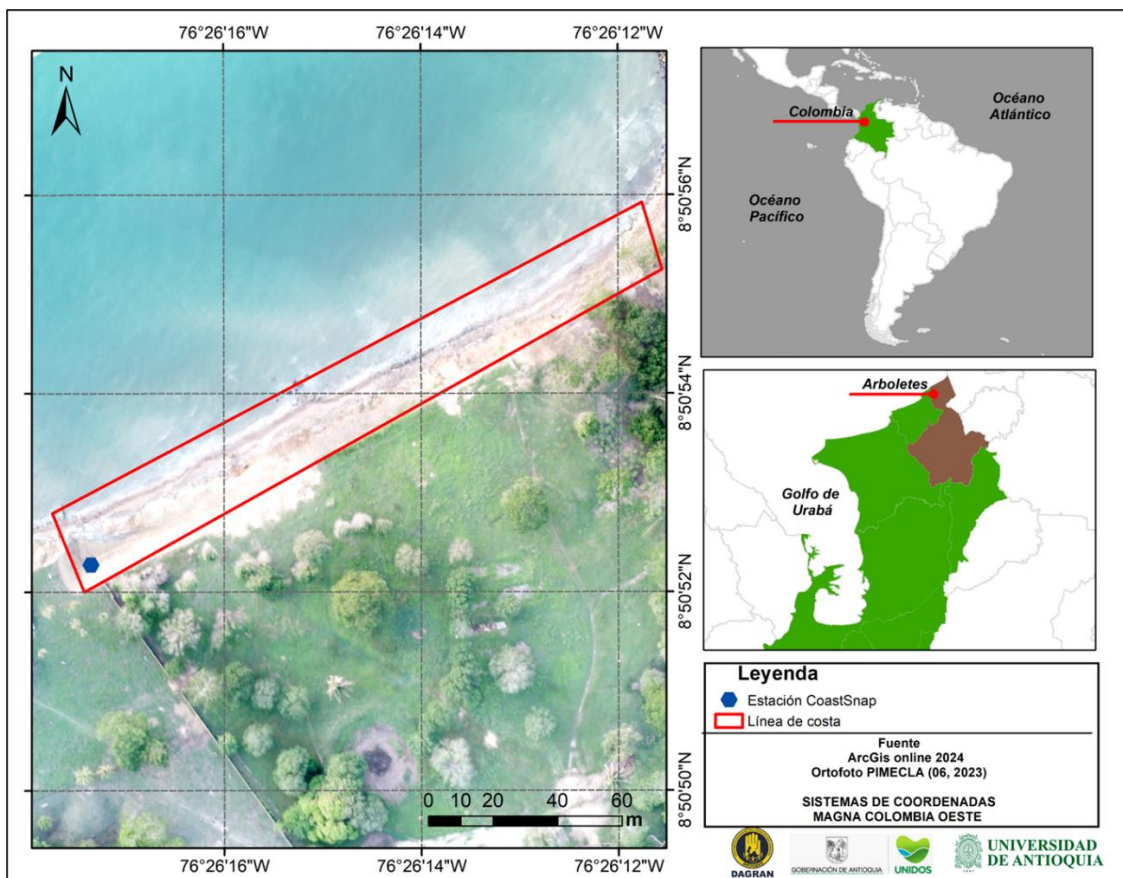 76°26'16"W
76°26'14"W
76°26'12"W
N
8°50'56"N
8°50'54"N
8°50'52"N
8°50'50"N
0 10 20 40 60
m
76°26'16"W
76°26'14"W
76°26'12"W
Colombia
Océano
Atlántico
Océano
Pacífico
Arboletes
Golfo de
Urabá
Leyenda
Estación CoastSnap
Línea de costa
Fuente
ArcGis online 2024
Ortofoto PIMECLA (06, 2023)
SISTEMAS DE COORDENADAS
MAGNA COLOMBIA OESTE
DAGRAN
GOBERNACIÓN DE ANTIOQUIA
UNIDOS
UNIVERSIDAD
DE ANTIOQUIA